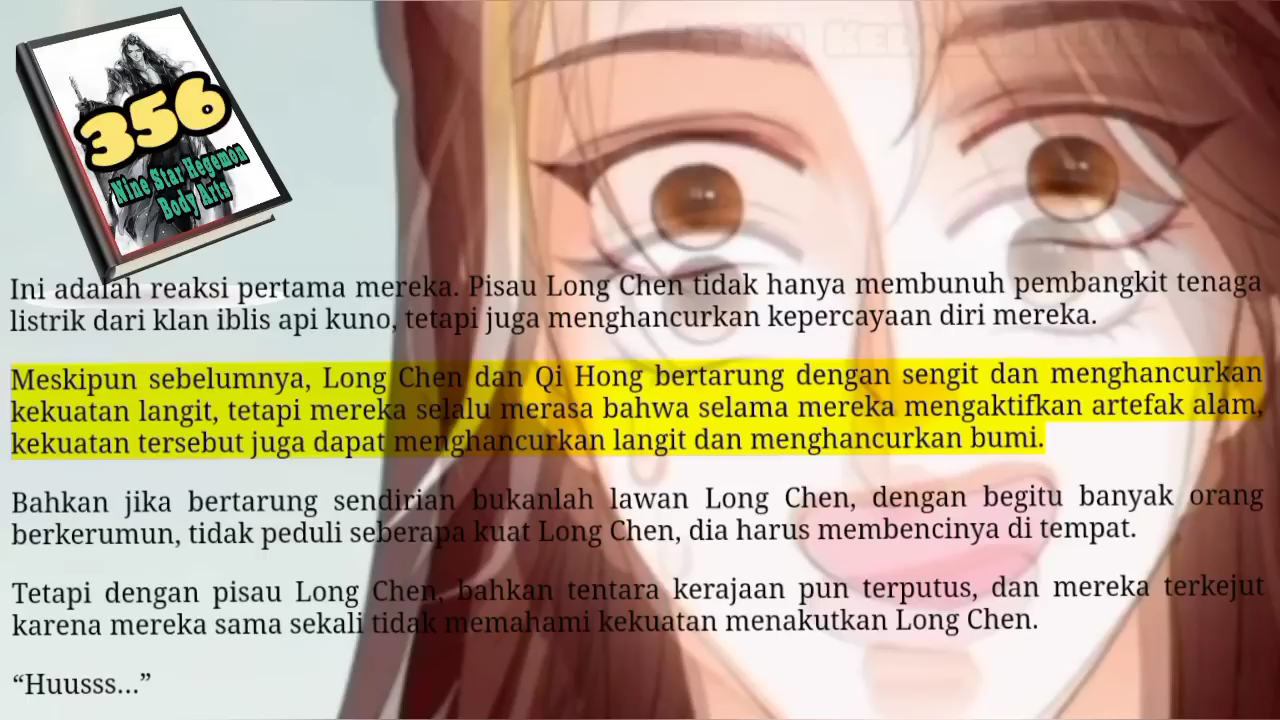 356
Nine Star Hegemon
Body Arts
Ini adalah reaksi pertama mereka. Pisau Long Chen tidak hanya membunuh pembangkit tenaga
listrik dari klan iblis api kuno, tetapi juga menghancurkan kepercayaan diri mereka.
Meskipun sebelumnya, Long Chen dan Qi Hong bertarung dengan sengit dan menghancurkan
kekuatan langit, tetapi mereka selalu merasa bahwa selama mereka mengaktifkan artefak alam,
kekuatan tersebut juga dapat menghancurkan langit dan menghancurkan bumi.
Bahkan jika bertarung sendirian bukanlah lawan Long Chen, dengan begitu banyak orang
berkerumun, tidak peduli seberapa kuat Long Chen, dia harus membencinya di tempat.
Tetapi dengan pisau Long Chen, bahkan tentara kerajaan pun terputus, dan mereka terkejut
karena mereka sama sekali tidak memahami kekuatan menakutkan Long Chen.
“Huusss...”